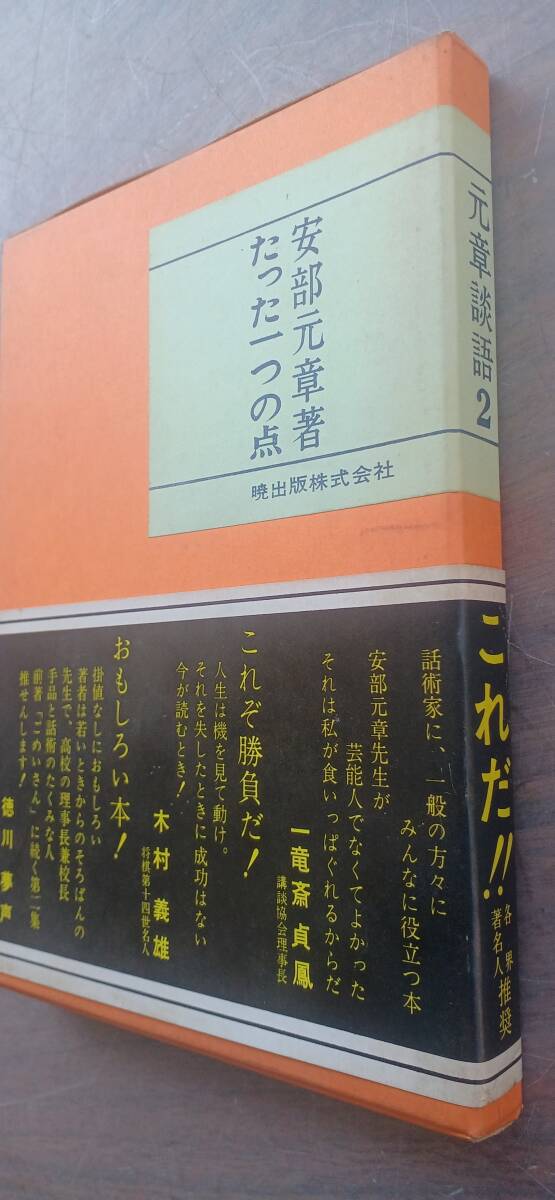 元章談語2
安部元章著
たった一つの点
暁出版株式会社
これだ!!
各界
著名人
推奨
話術家に、一般の方々に
みんなに役立つ本
安部元章先生が
芸能人でなくてよかった
それは私が食いっぱぐれるからだ
一竜斎貞鳳
講談協会理事長
これぞ勝負だ!
人生は機を見て動け。
それを失したときに成功はない
今が読むとき!
木村義雄
将棋第十四世名人
おもしろい本!
掛値なしにおもしろい
著者は若いときからのそろばんの
先生で、高校の理事長兼校長
手品と話術のたくみな人
前著「ごめいさん」に続く第二集
推せんします!
徳川夢声